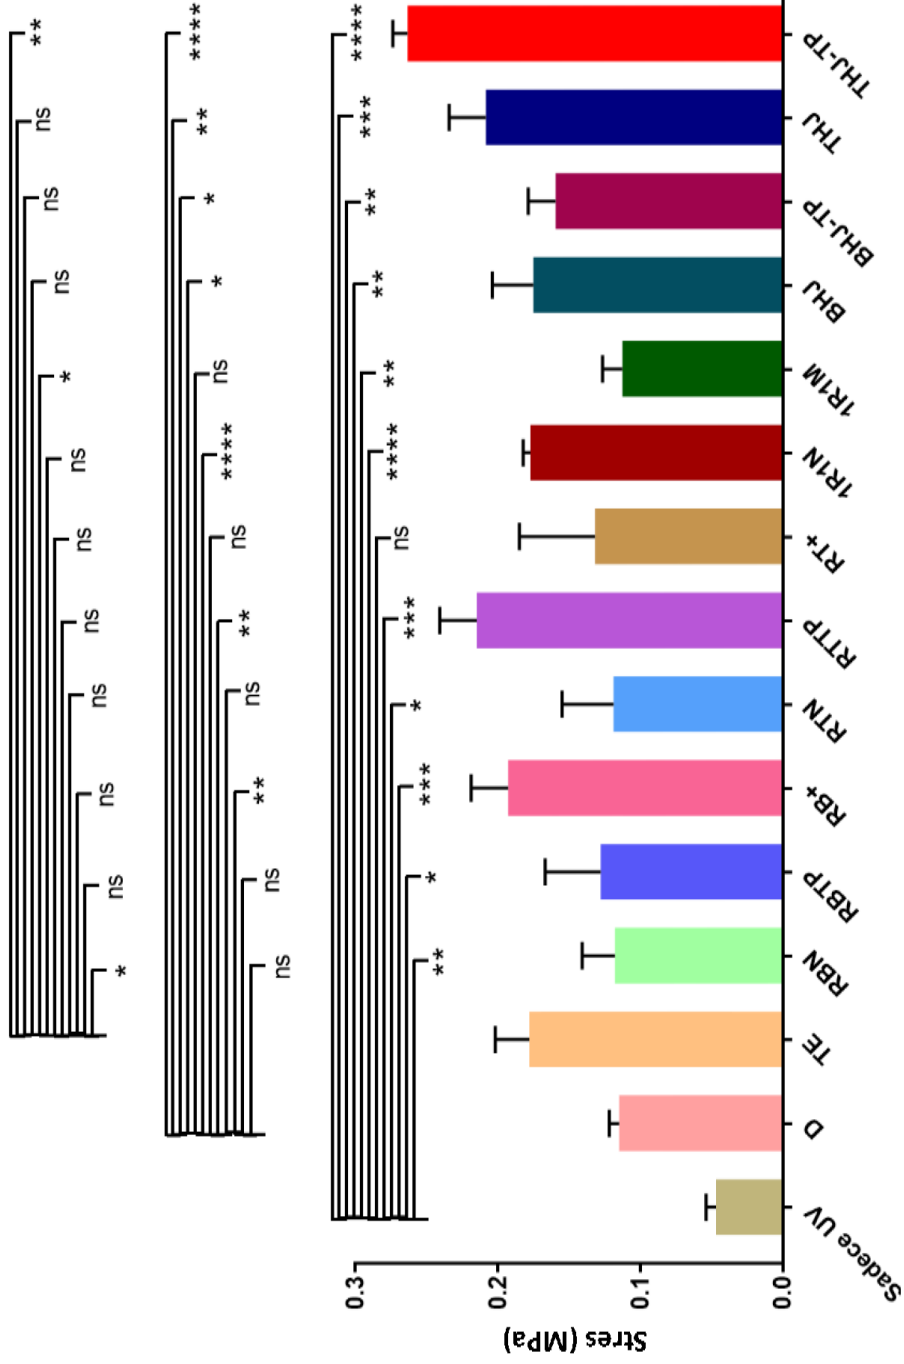 * ns ns ns ns ns ns * ns ns ns **
ns ns ** ns ** ns **** ns * * ** ****
** * *** * *** ns **** ** ** ** *** ****
Stres (MPa)
0.3
0.2
0.1
0.0
Sadece UV
D
TE
RBN
RBTP
RB+
RTN
RTTP
RT+
1R1N
1R1M
BHJ
BHJ-TP
THJ
THJ-TP